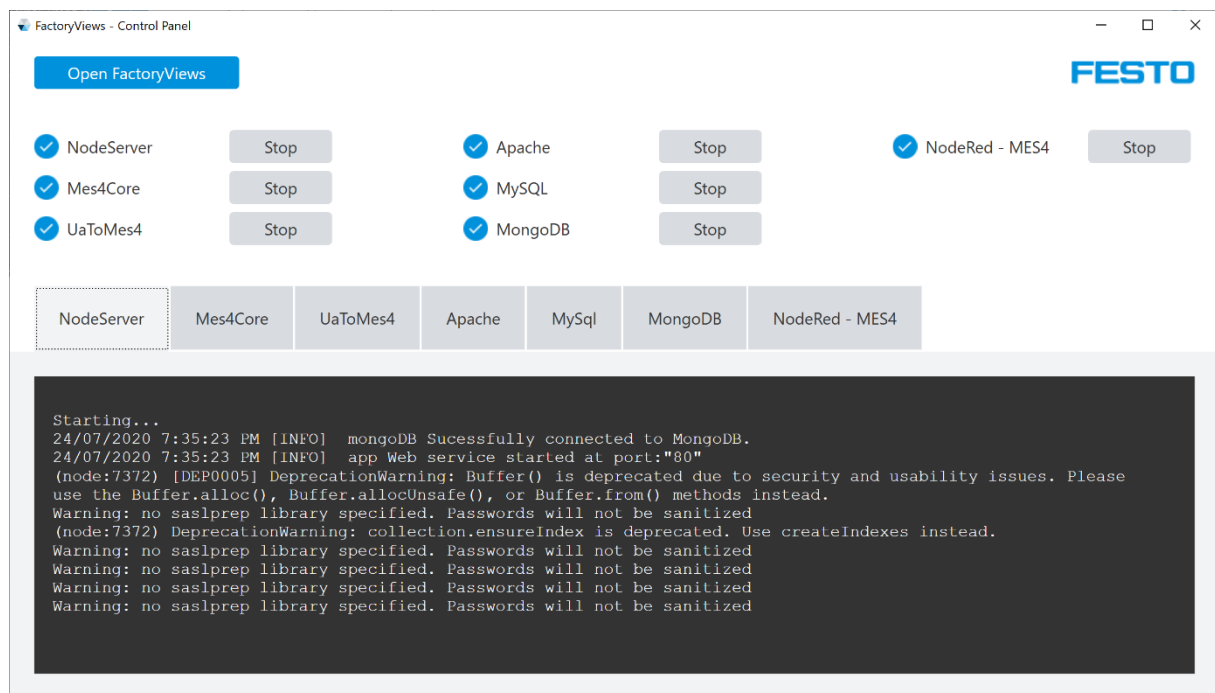 FactoryViews - Control Panel
Open FactoryViews
FESTO
NodeServer Stop Apache Stop NodeRed - MES4 Stop
Mes4Core Stop MySQL Stop
UaToMes4 Stop MongoDB Stop
NodeServer Mes4Core UaToMes4 Apache MySql MongoDB NodeRed - MES4
Starting...
24/07/2020 7:35:23 PM [INFO] mongoDB Sucessfully connected to MongoDB.
24/07/2020 7:35:23 PM [INFO] app Web service started at port:"80"
(node:7372) [DEP0005] DeprecationWarning: Buffer() is deprecated due to security and usability issues. Please
use the Buffer.alloc(), Buffer.allocUnsafe(), or Buffer.from() methods instead.
Warning: no saslprep library specified. Passwords will not be sanitized
(node:7372) DeprecationWarning: collection.ensureIndex is deprecated. Use createIndexes instead.
Warning: no saslprep library specified. Passwords will not be sanitized
Warning: no saslprep library specified. Passwords will not be sanitized
Warning: no saslprep library specified. Passwords will not be sanitized
Warning: no saslprep library specified. Passwords will not be sanitized